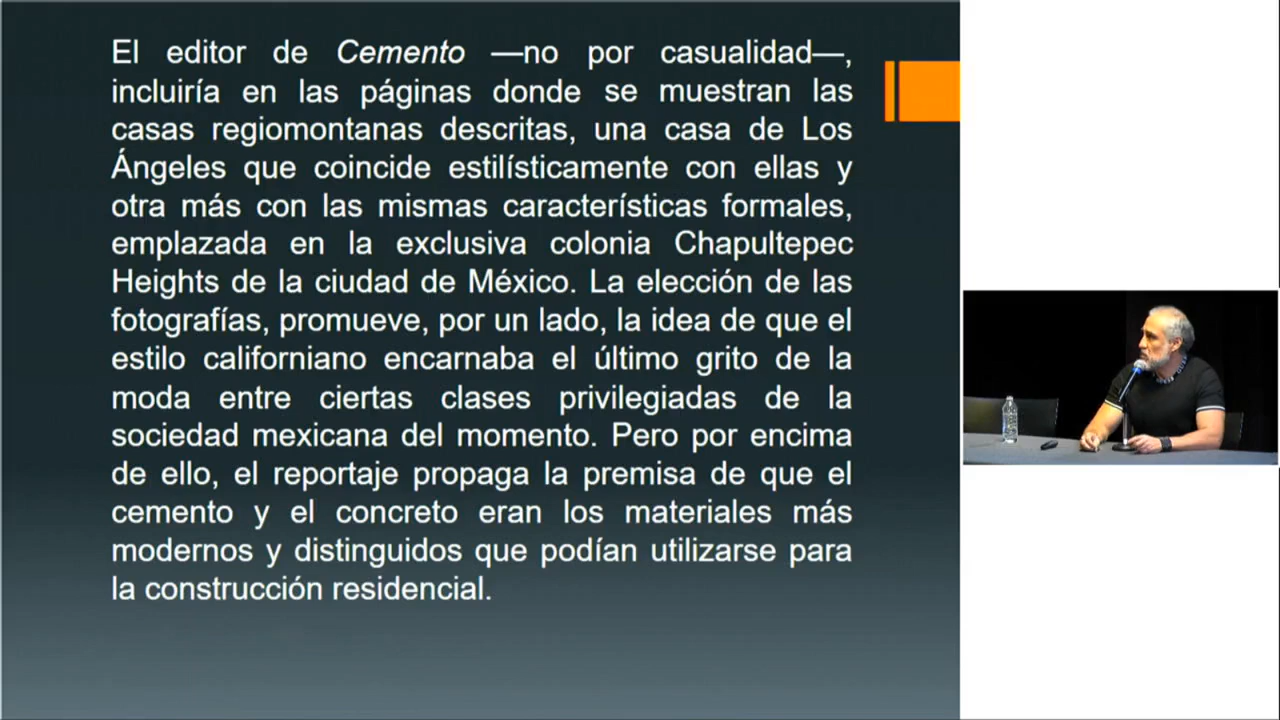 El editor de Cemento —no por casualidad—,
incluiría en las páginas donde se muestran las
casas regiomontanas descritas, una casa de Los
Ángeles que coincide estilísticamente con ellas y
otra más con las mismas características formales,
emplazada en la exclusiva colonia Chapultepec
Heights de la ciudad de México. La elección de las
fotografías, promueve, por un lado, la idea de que el
estilo californiano encarnaba el último grito de la
moda entre ciertas clases privilegiadas de la
sociedad mexicana del momento. Pero por encima
de ello, el reportaje propaga la premisa de que el
cemento y el concreto eran los materiales más
modernos y distinguidos que podían utilizarse para
la construcción residencial.